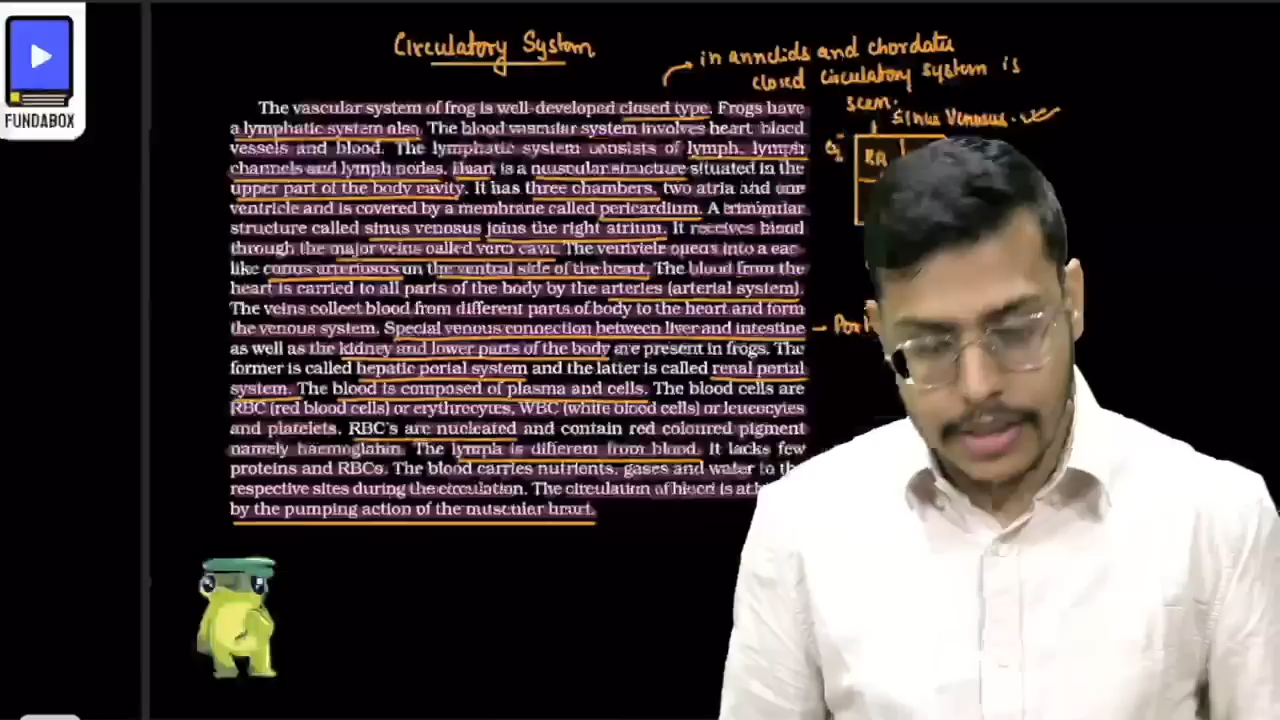 FUNDABOX
Circulatory System
in annelids and chordata
closed circulatory system is
seen.
Sinus Venosus.
RA
The vascular system of frog is well-developed closed type. Frogs have
a lymphatic system also. The blood vascular system involves heart, blood
vessels and blood. The lymphatic system consists of lymph, lymph
channels and lymph nodes. Heart is a muscular structure situated in the
upper part of the body cavity. It has three chambers, two atria and one
ventricle and is covered by a membrane called pericardium. A triangular
structure called sinus venosus joins the right atrium. It receives blood
through the major veins called vena cava. The ventricle opens into a sac
like conus arteriosus on the ventral side of the heart. The blood from the
heart is carried to all parts of the body by the arteries (arterial system).
The veins collect blood from different parts of body to the heart and form
the venous system. Special venous connection between liver and intestine
as well as the kidney and lower parts of the body are present in frogs. The
former is called hepatic portal system and the latter is called renal portal
system. The blood is composed of plasma and cells. The blood cells are
RBC (red blood cells) or erythrocytes, WBC (white blood cells) or leucocytes
and platelets. RBC's are nucleated and contain red coloured pigment
namely haemoglobin. The lymph is different from blood. It lacks few
proteins and RBCs. The blood carries nutrients, gases and water to the
respective sites during the circulation. The circulation of blood is
by the pumping action of the muscular heart.